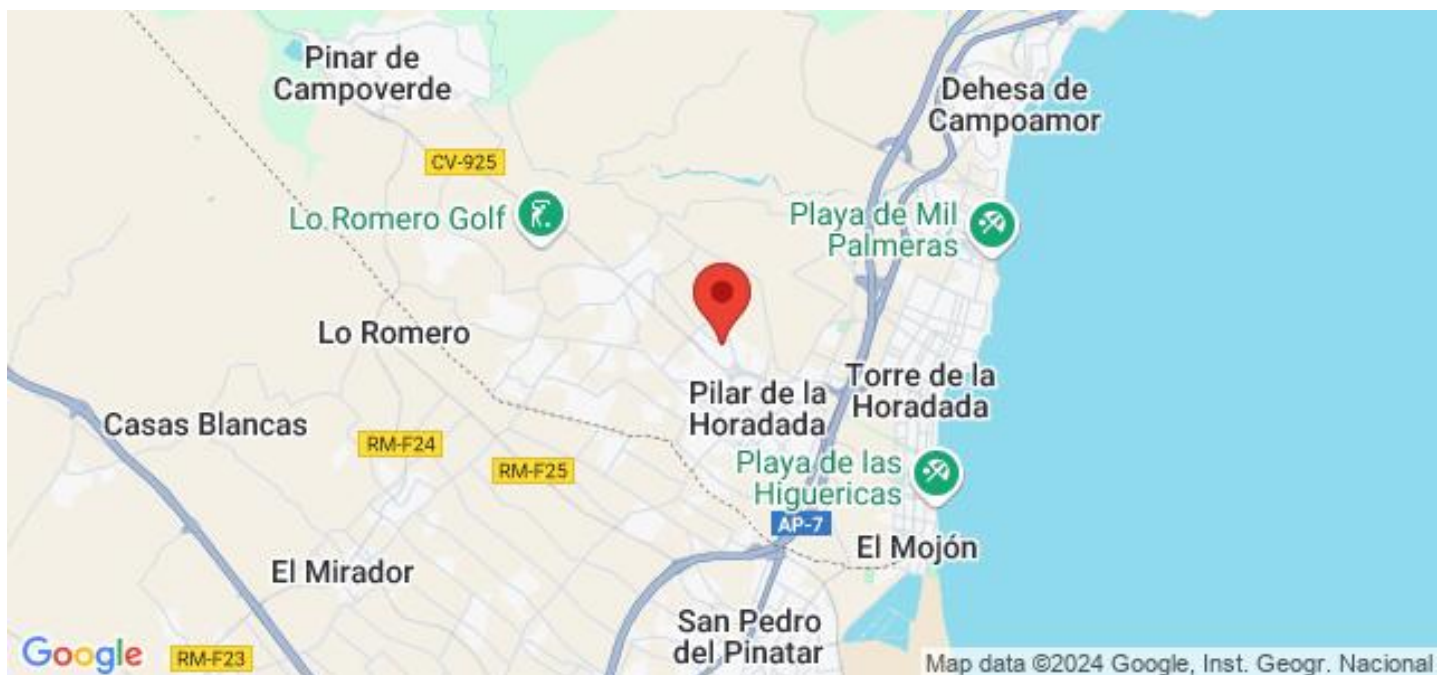 Pinar de
Campoverde
Dehesa de
Campoamor
CV-925
Lo Romero Golf
Playa de Mil
Palmeras
Lo Romero
Pilar de la
Horadada
Torre de la
Horadada
Casas Blancas
RM-F24
RM-F25
Playa de las
Higuericas
AP-7
El Mojón
El Mirador
San Pedro
del Pinatar
Google
RM-F23
Map data ©2024 Google, Inst. Geogr. Nacional